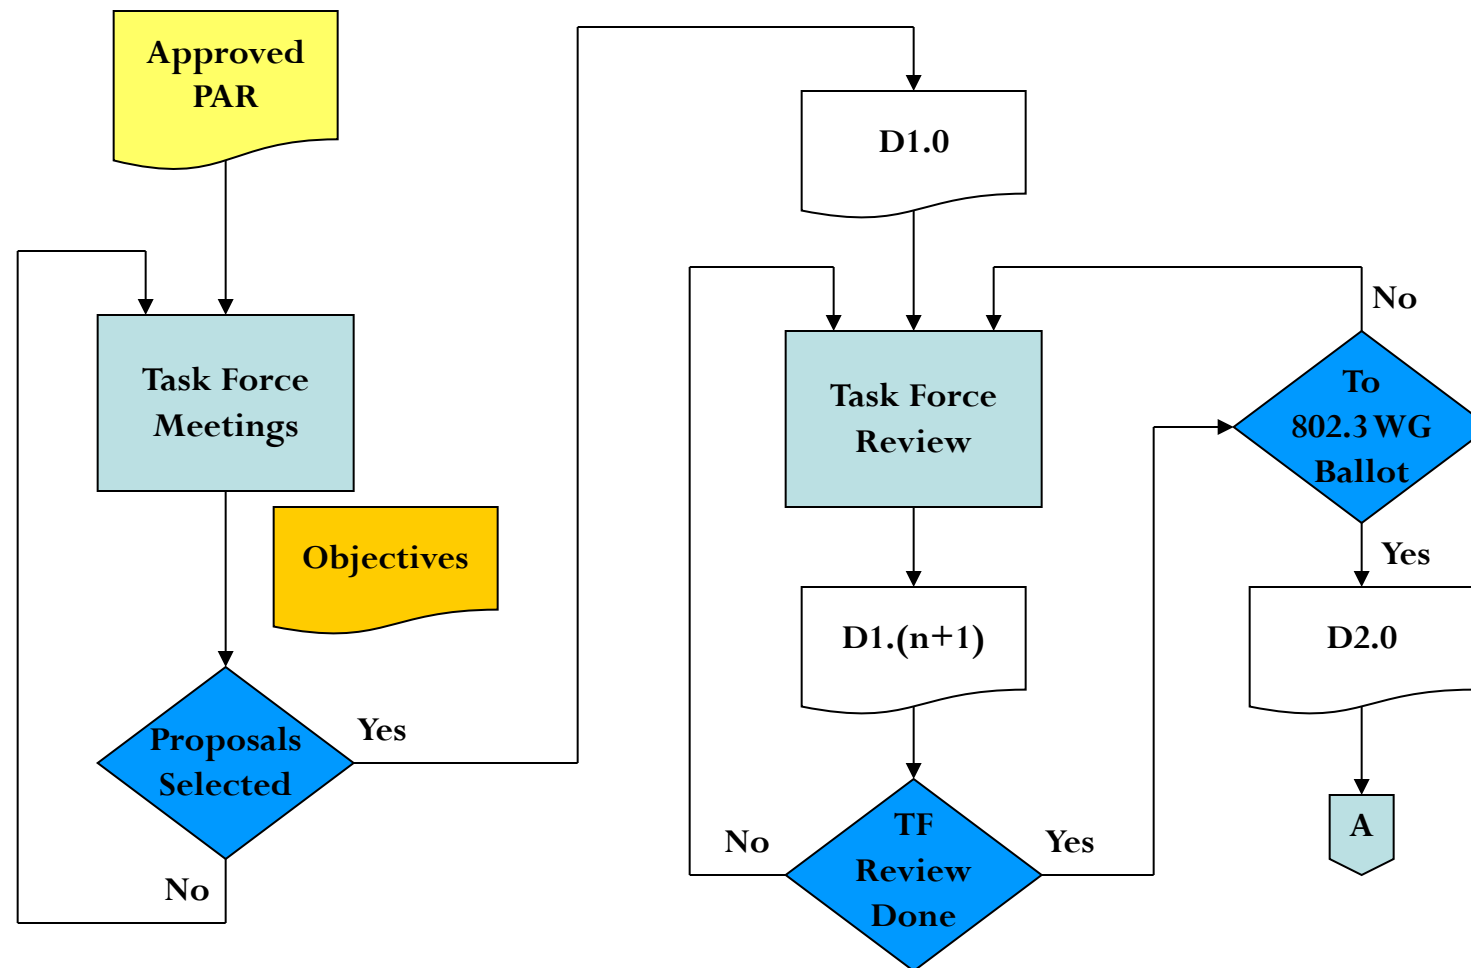 Approved
PAR
Task Force
Meetings
Objectives
Proposals
Selected
Yes
No
D1.0
Task Force
Review
D1.(n+1)
TF
Review
Done
No
Yes
To
802.3 WG
Ballot
No
Yes
D2.0
A